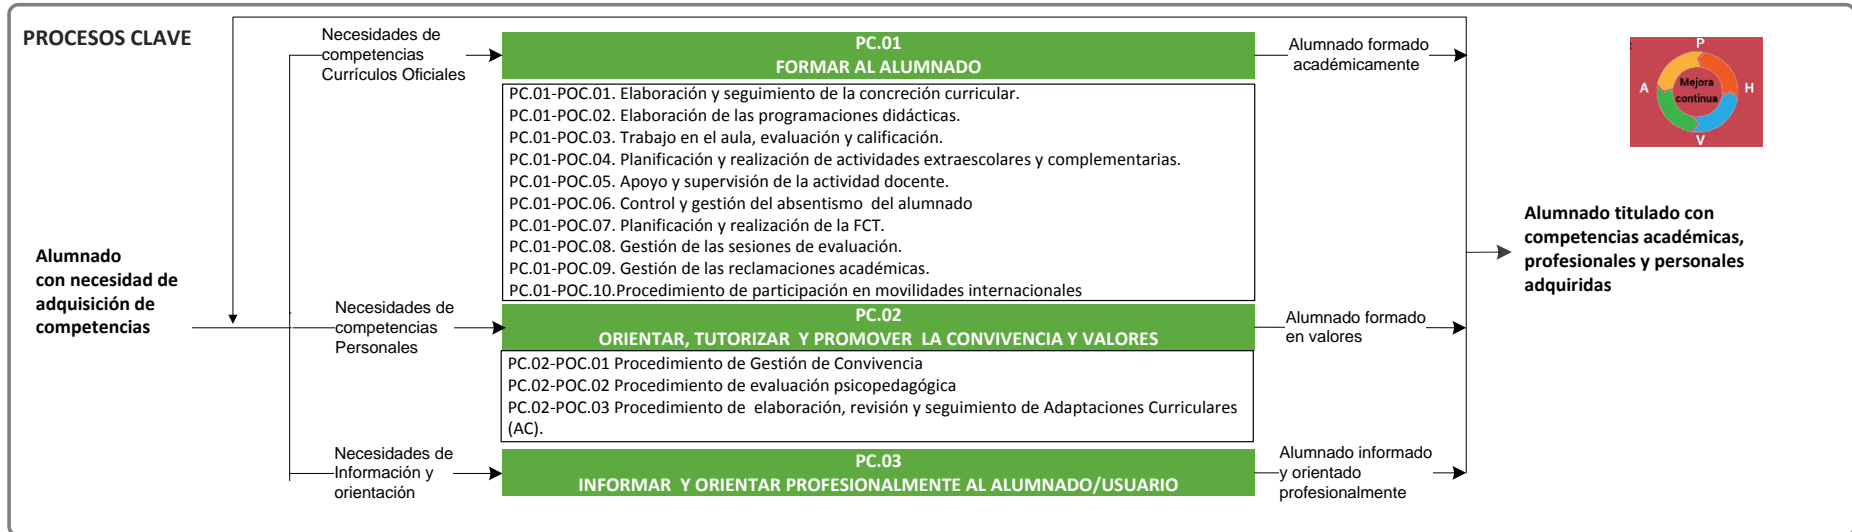 PROCESOS CLAVE
Necesidades de
competencias
Currículos Oficiales
PC.01
FORMAR AL ALUMNADO
Alumnado formado
académicamente
PC.01-POC.01. Elaboración y seguimiento de la concreción curricular.
PC.01-POC.02. Elaboración de las programaciones didácticas.
PC.01-POC.03. Trabajo en el aula, evaluación y calificación.
PC.01-POC.04. Planificación y realización de actividades extraescolares y complementarias.
PC.01-POC.05. Apoyo y supervisión de la actividad docente.
PC.01-POC.06. Control y gestión del absentismo  del alumnado
PC.01-POC.07. Planificación y realización de la FCT.
PC.01-POC.08. Gestión de las sesiones de evaluación.
PC.01-POC.09. Gestión de las reclamaciones académicas.
PC.01-POC.10.Procedimiento de participación en movilidades internacionales
P
A
Mejora
continua
H
V
Alumnado
con necesidad de
adquisición de
competencias
Necesidades de
competencias
Personales
PC.02
ORIENTAR, TUTORIZAR  Y PROMOVER  LA CONVIVENCIA Y VALORES
Alumnado formado
en valores
PC.02-POC.01 Procedimiento de Gestión de Convivencia
PC.02-POC.02 Procedimiento de evaluación psicopedagógica
PC.02-POC.03 Procedimiento de  elaboración, revisión y seguimiento de Adaptaciones Curriculares
(AC).
Necesidades de
Información y
orientación
PC.03
INFORMAR  Y ORIENTAR PROFESIONALMENTE AL ALUMNADO/USUARIO
Alumnado informado
y orientado
profesionalmente
Alumnado titulado con
competencias académicas,
profesionales y personales
adquiridas